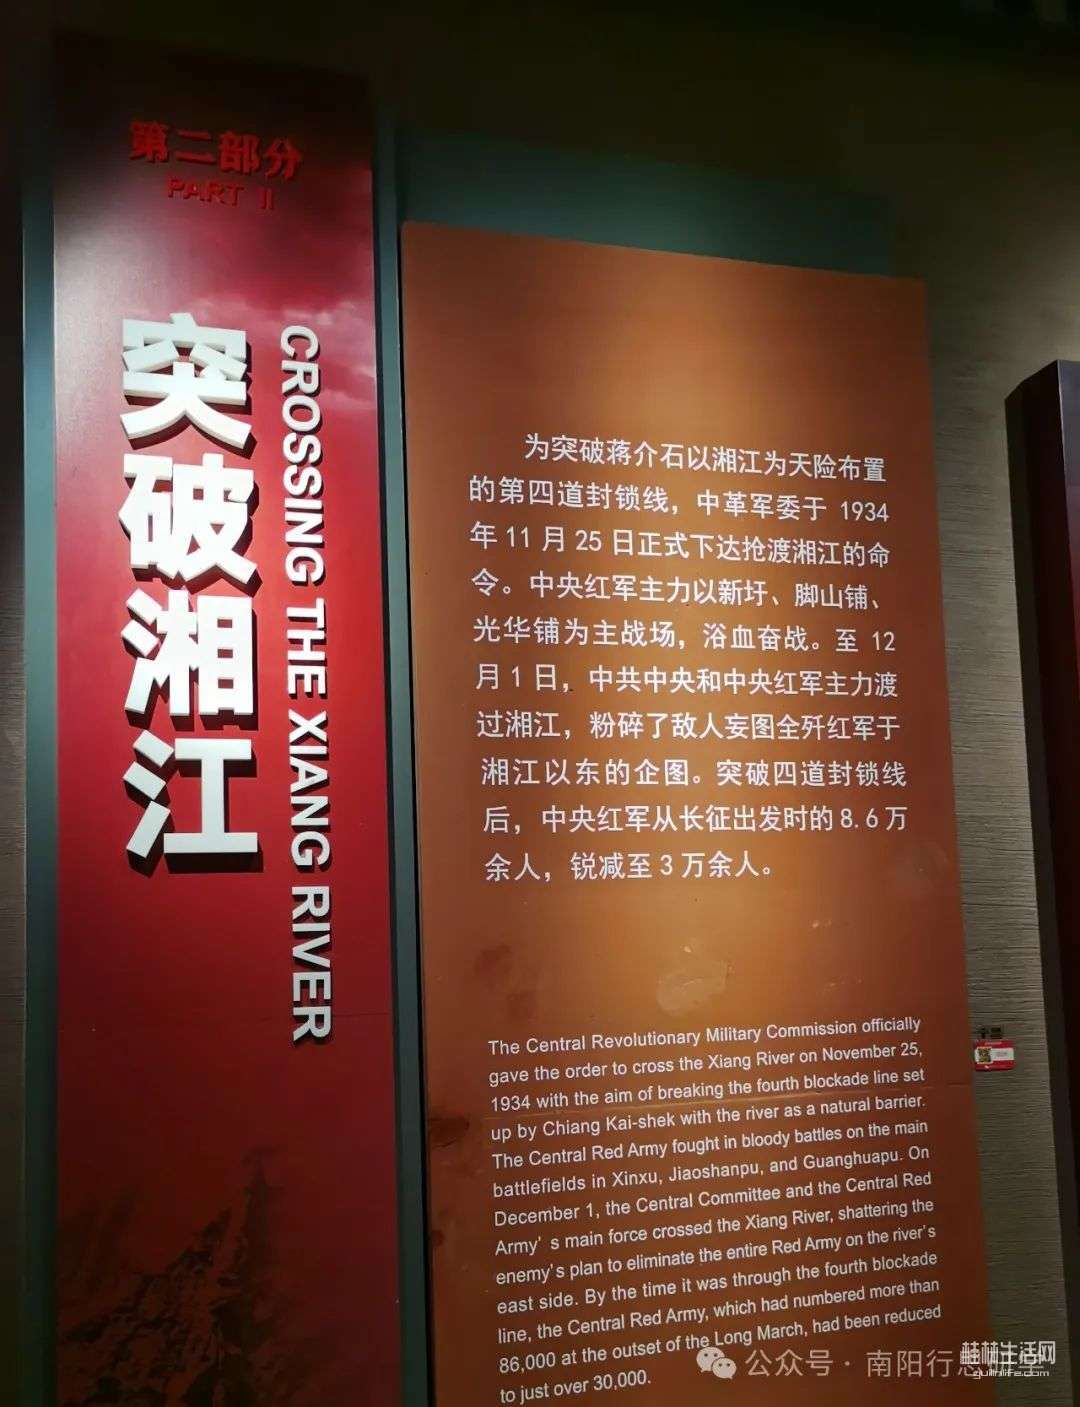 第二部分
PART II
突破湘江
CROSSING THE XIANG RIVER
为突破蒋介石以湘江为天险布置
的第四道封锁线，中革军委于 1934
年 11 月 25 日正式下达抢渡湘江的命
令。中央红军主力以新圩、脚山铺、
光华铺为主战场，浴血奋战。至 12
月 1 日，中共中央和中央红军主力渡
过湘江，粉碎了敌人妄图全歼红军于
湘江以东的企图。突破四道封锁线
后，中央红军从长征出发时的 8.6 万
余人，锐减至 3 万余人。
The Central Revolutionary Military Commission officially
gave the order to cross the Xiang River on November 25,
1934 with the aim of breaking the fourth blockade line set
up by Chiang Kai-shek with the river as a natural barrier.
The Central Red Army fought in bloody battles on the main
battlefields in Xinxu, Jiaoshanpu, and Guanghuapu. On
December 1, the Central Committee and the Central Red
Army's main force crossed the Xiang River, shattering the
enemy's plan to eliminate the entire Red Army on the river's
east side. By the time it was through the fourth blockade
line, the Central Red Army, which had numbered more than
86,000 at the outset of the Long March, had been reduced
to just over 30,000.
公众号 · 南阳行思
桂林生活网
guilinlife.com